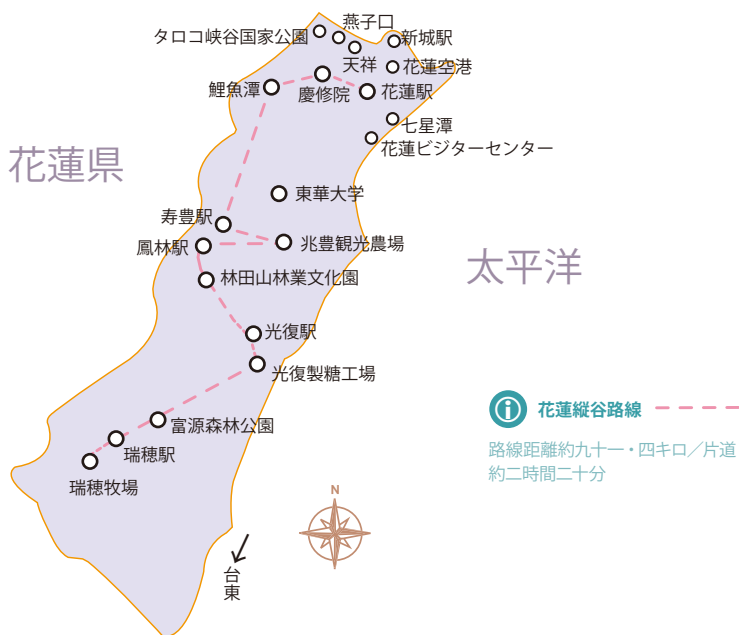 燕子口
タロコ峡谷国家公園
新城駅
天祥
花蓮空港
鯉魚潭
慶修院
花蓮駅
七星潭
花蓮ビジターセンター
花蓮県
東華大学
寿豊駅
鳳林駅
兆豊観光農場
太平洋
林田山林業文化園
光復駅
光復製糖工場
花蓮縦谷路線
富源森林公園
路線距離約九十一・四キロ／片道
約二時間二十分
瑞穂駅
瑞穂牧場
N
台東